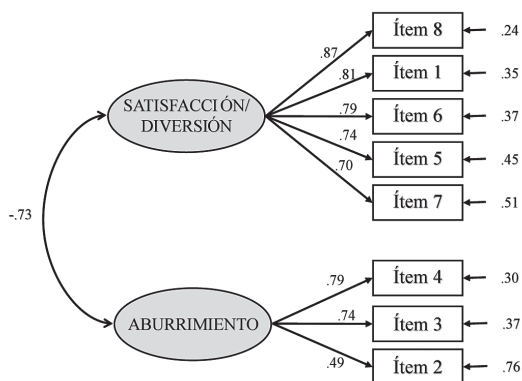 Ítem 8
.24
.87
Ítem 1
.35
.81
SATISFACCIÓN/
DIVERSIÓN
Ítem 6
.37
.79
Ítem 5
.45
.74
Ítem 7
.51
.70
-.73
Ítem 4
.30
.79
ABURRIMIENTO
Ítem 3
.37
.74
Ítem 2
.76
.49